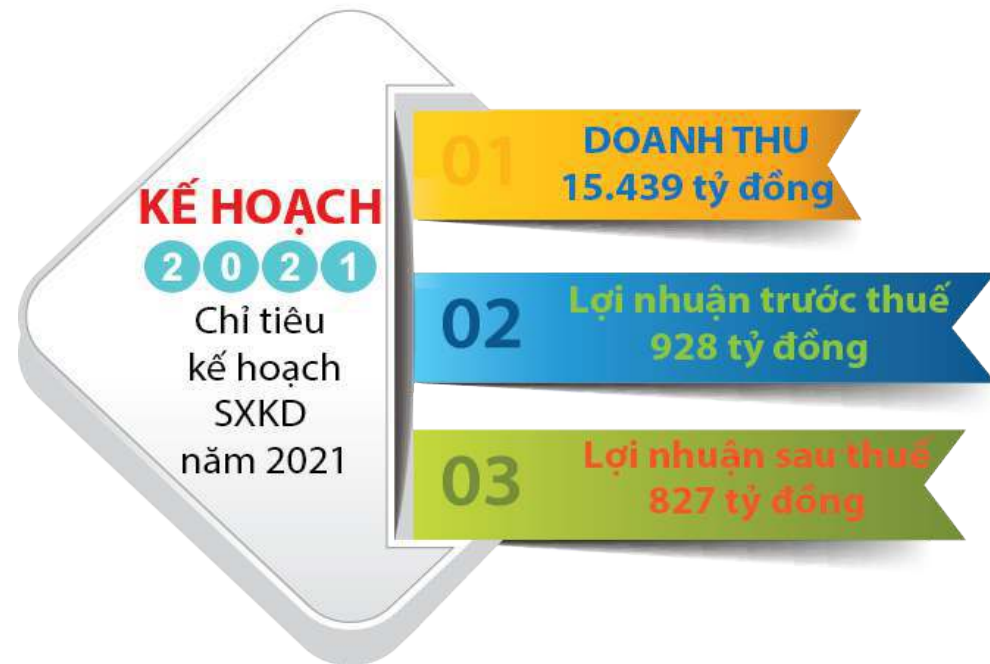 KẾ HOẠCH
2021
Chỉ tiêu
kế hoạch
SXKD
năm 2021
01
DOANH THU
15.439 tỷ đồng
02
Lợi nhuận trước thuế
928 tỷ đồng
03
Lợi nhuận sau thuế
827 tỷ đồng